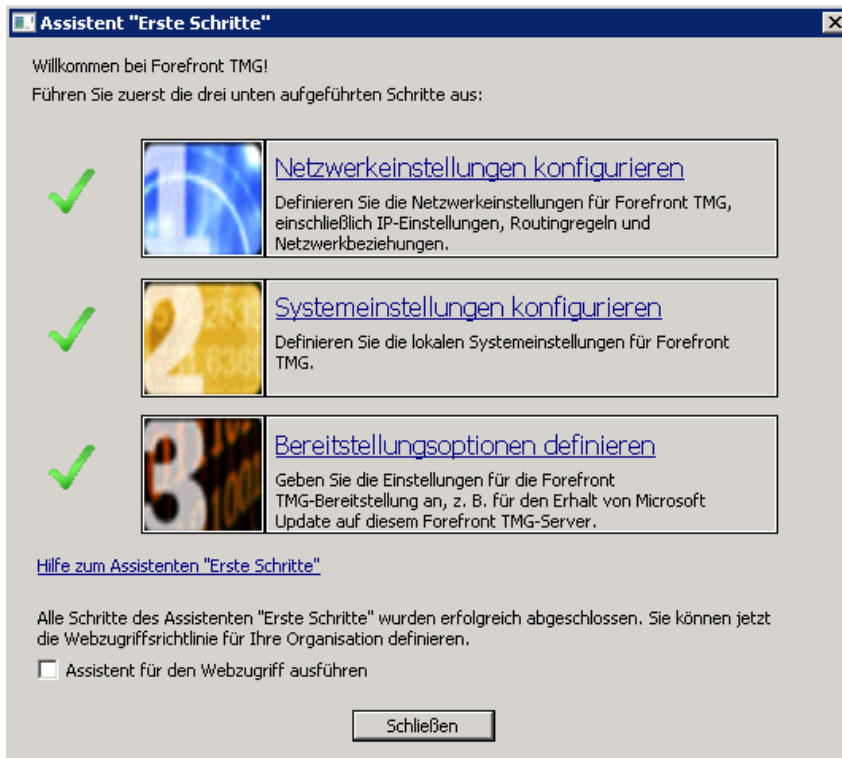 Assistent "Erste Schritte"
Willkommen bei Forefront TMG!
Führen Sie zuerst die drei unten aufgeführten Schritte aus:
1
Netzwerkeinstellungen konfigurieren
Definieren Sie die Netzwerkeinstellungen für Forefront TMG,
einschließlich IP-Einstellungen, Routingregeln und
Netzwerkbeziehungen.
2
Systemeinstellungen konfigurieren
Definieren Sie die lokalen Systemeinstellungen für Forefront
TMG.
3
Bereitstellungsoptionen definieren
Geben Sie die Einstellungen für die Forefront
TMG-Bereitstellung an, z. B. für den Erhalt von Microsoft
Update auf diesem Forefront TMG-Server.
Hilfe zum Assistenten "Erste Schritte"
Alle Schritte des Assistenten "Erste Schritte" wurden erfolgreich abgeschlossen. Sie können jetzt
die Webzugriffsrichtlinie für Ihre Organisation definieren.
Assistent für den Webzugriff ausführen
Schließen